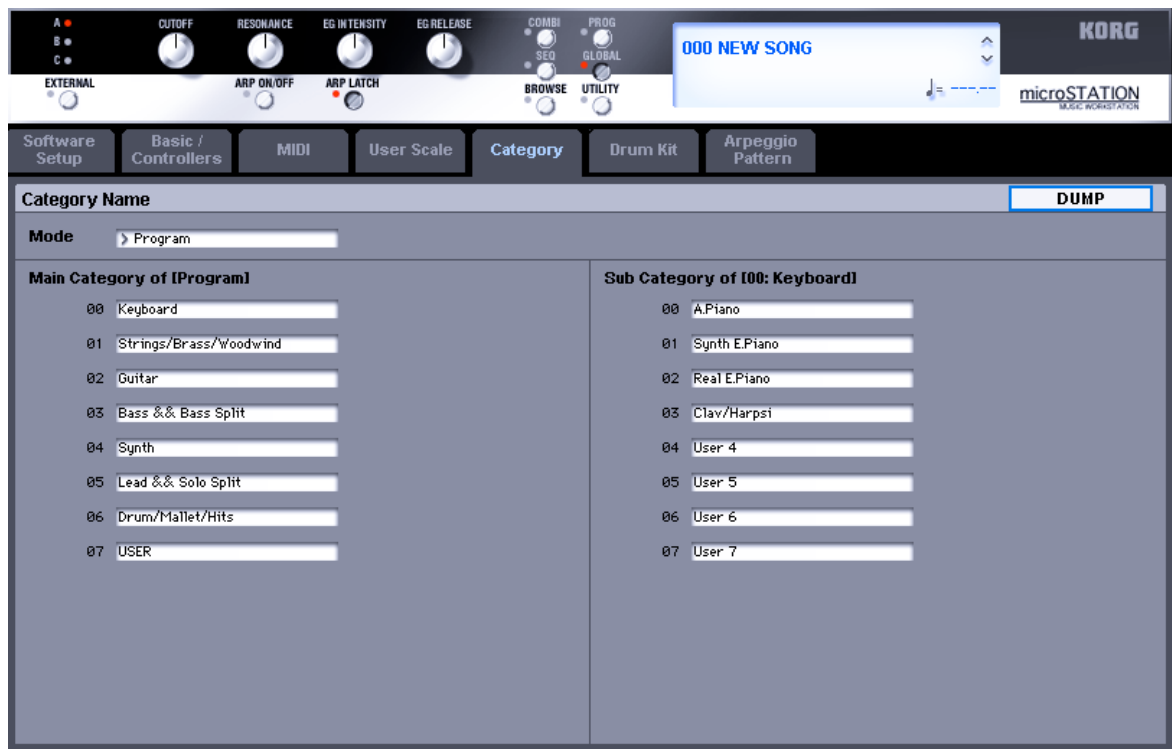 A
B
C
CUTOFF
RESONANCE
EG INTENSITY
EG RELEASE
COMBI
PROG
SEQ
GLOBAL
EXTERNAL
ARP ON/OFF
ARP LATCH
BROWSE
UTILITY
000 NEW SONG
♩= ---.--
KORG
microSTATION
MUSIC WORKSTATION
Software Setup
Basic / Controllers
MIDI
User Scale
Category
Drum Kit
Arpeggio Pattern
Category Name
DUMP
Mode
> Program
Main Category of [Program]
00 Keyboard
01 Strings/Brass/Woodwind
02 Guitar
03 Bass && Bass Split
04 Synth
05 Lead && Solo Split
06 Drum/Mallet/Hits
07 USER
Sub Category of [00: Keyboard]
00 A.Piano
01 Synth E.Piano
02 Real E.Piano
03 Clav/Harpsi
04 User 4
05 User 5
06 User 6
07 User 7